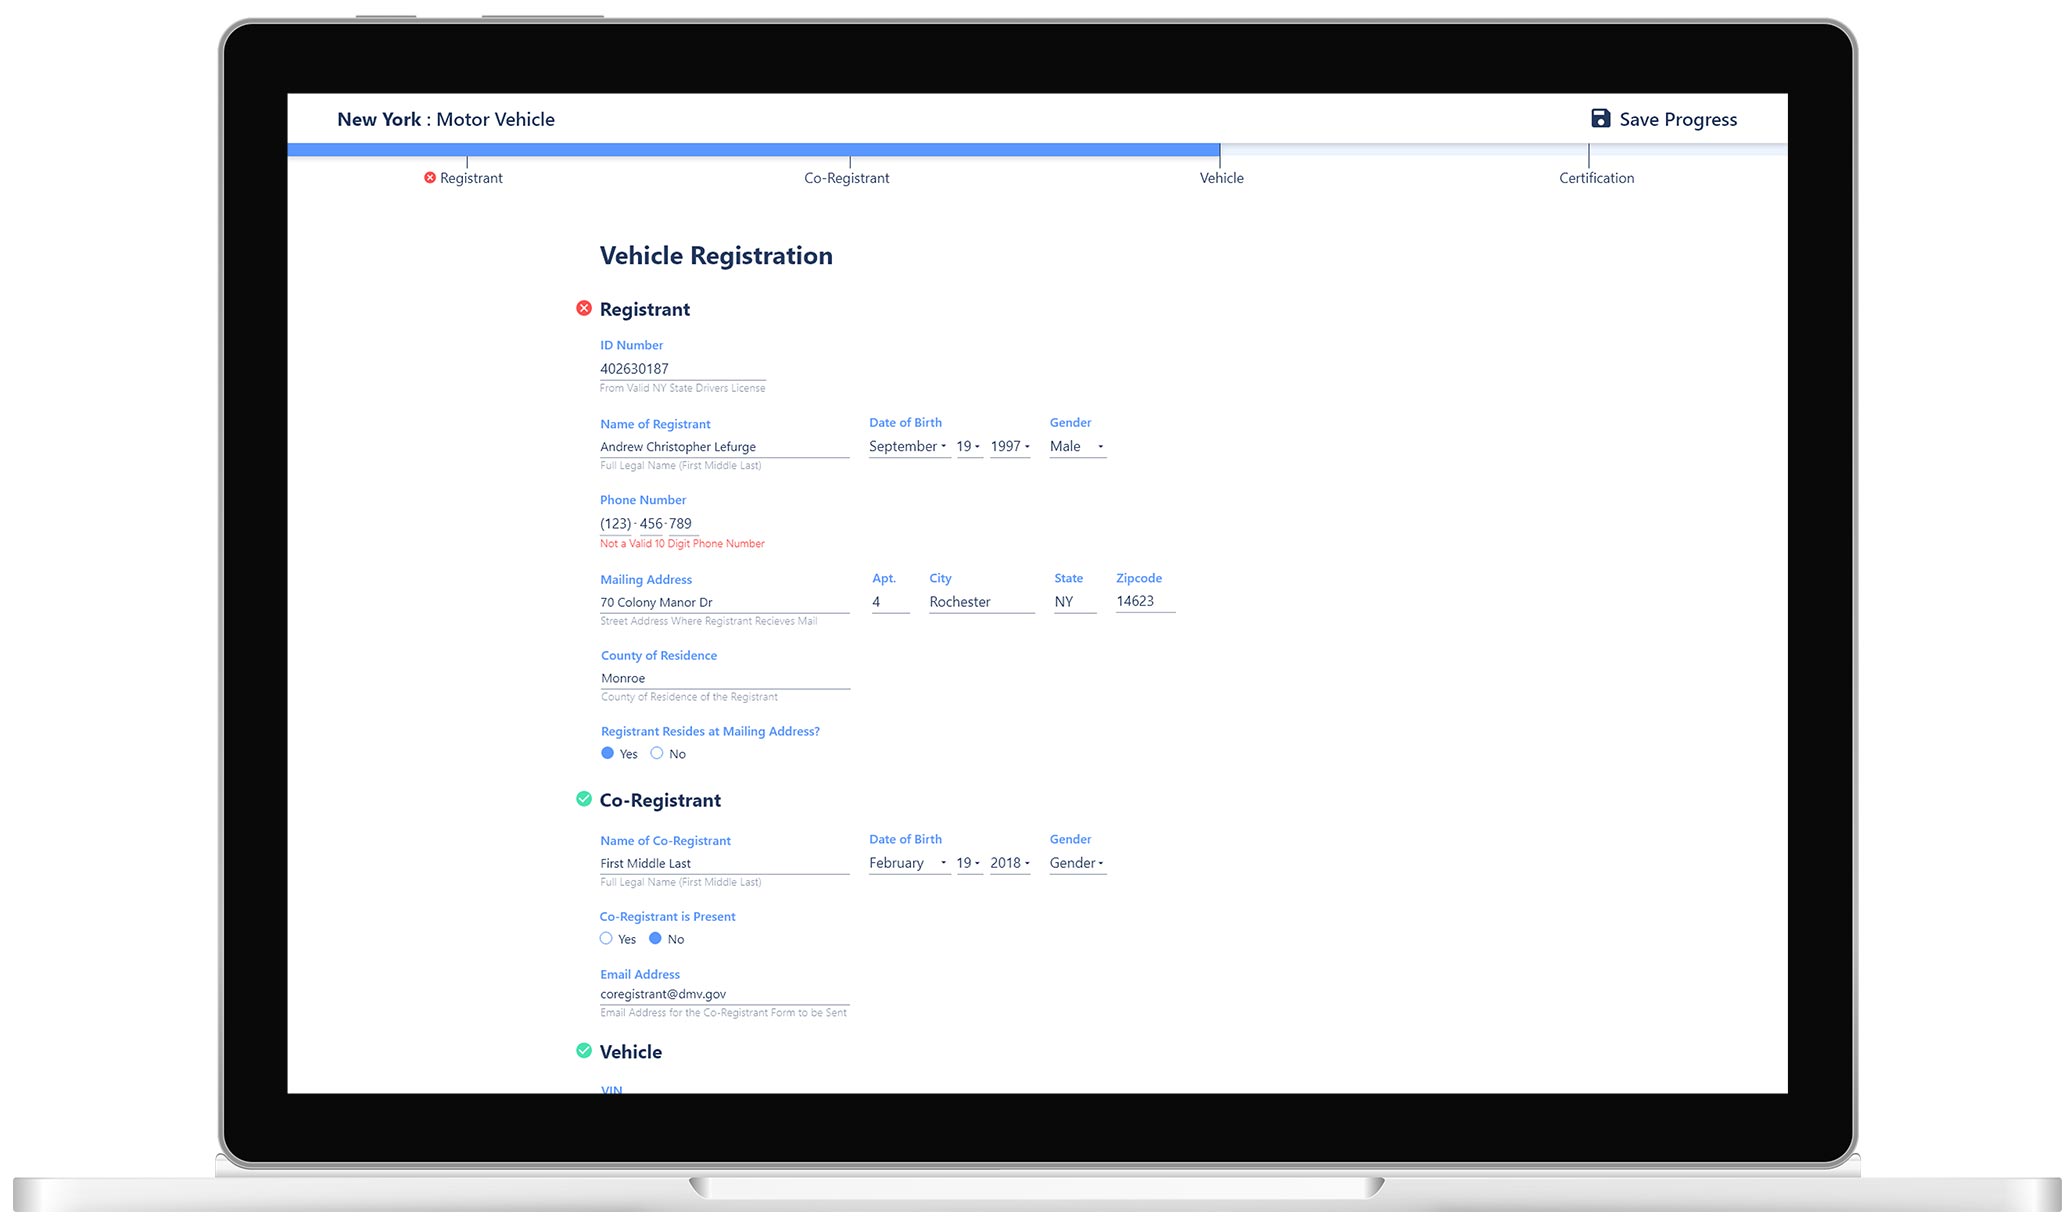 New York : Motor Vehicle
Save Progress
Registrant
Co-Registrant
Vehicle
Certification
Vehicle Registration
Registrant
ID Number
402630187
From Valid NY State Drivers License
Name of Registrant
Date of Birth
Gender
Andrew Christopher Lefurge
September 19 1997
Male
Full Legal Name (First Middle Last)
Phone Number
(123) - 456-789
Not a Valid 10 Digit Phone Number
Mailing Address
Apt.
City
State
Zipcode
70 Colony Manor Dr
4
Rochester
NY
14623
Street Address Where Registrant Recieves Mail
County of Residence
Monroe
County of Residence of the Registrant
Registrant Resides at Mailing Address?
Yes No
Co-Registrant
Name of Co-Registrant
Date of Birth
Gender
First Middle Last
February 19 2018
Gender
Full Legal Name (First Middle Last)
Co-Registrant is Present
Yes No
Email Address
coregistrant@dmv.gov
Email Address for the Co-Registrant Form to be Sent
Vehicle
VIN